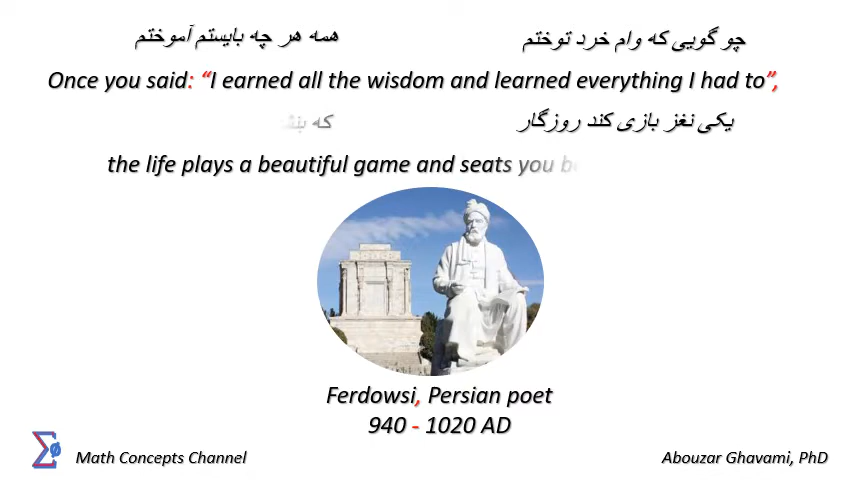 چو گویی که وام خرد توختم همه هر چه بایستم آموختم
Once you said: “I earned all the wisdom and learned everything I had to”,
یکی نغز بازی کند روزگار که
the life plays a beautiful game and seats you
Ferdowsi, Persian poet
940 - 1020 AD
Math Concepts Channel
Abouzar Ghavami, PhD